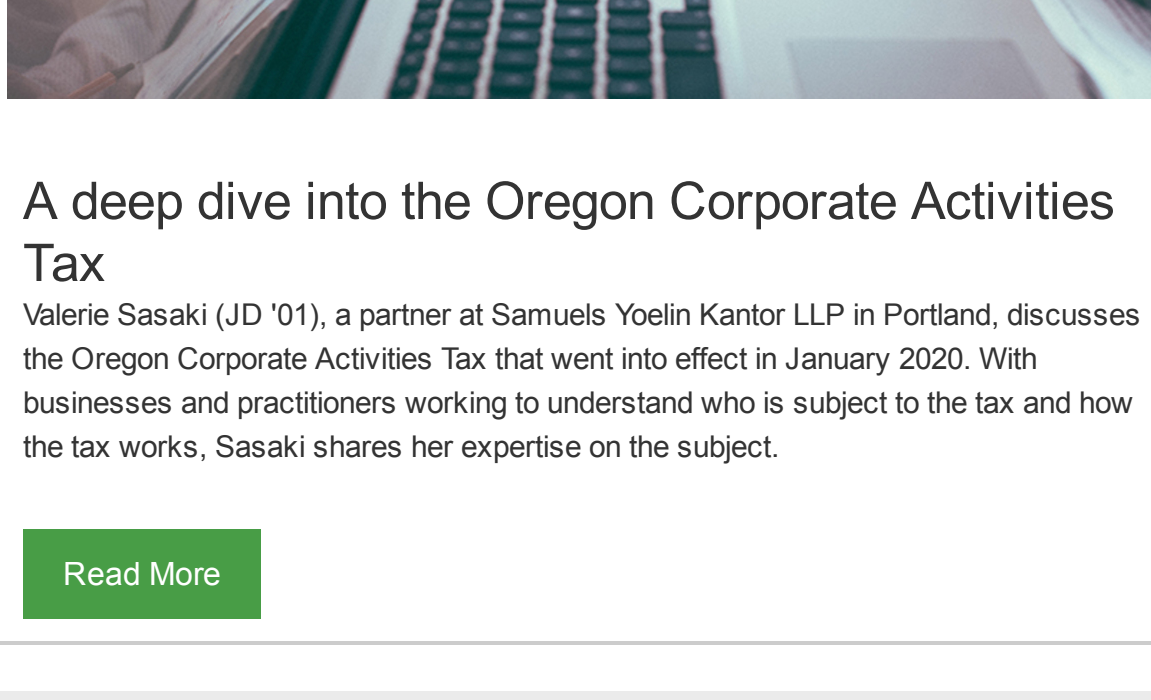 A deep dive into the Oregon Corporate Activities
Tax
Valerie Sasaki (JD '01), a partner at Samuels Yoelin Kantor LLP in Portland, discusses
the Oregon Corporate Activities Tax that went into effect in January 2020. With
businesses and practitioners working to understand who is subject to the tax and how
the tax works, Sasaki shares her expertise on the subject.
Read More